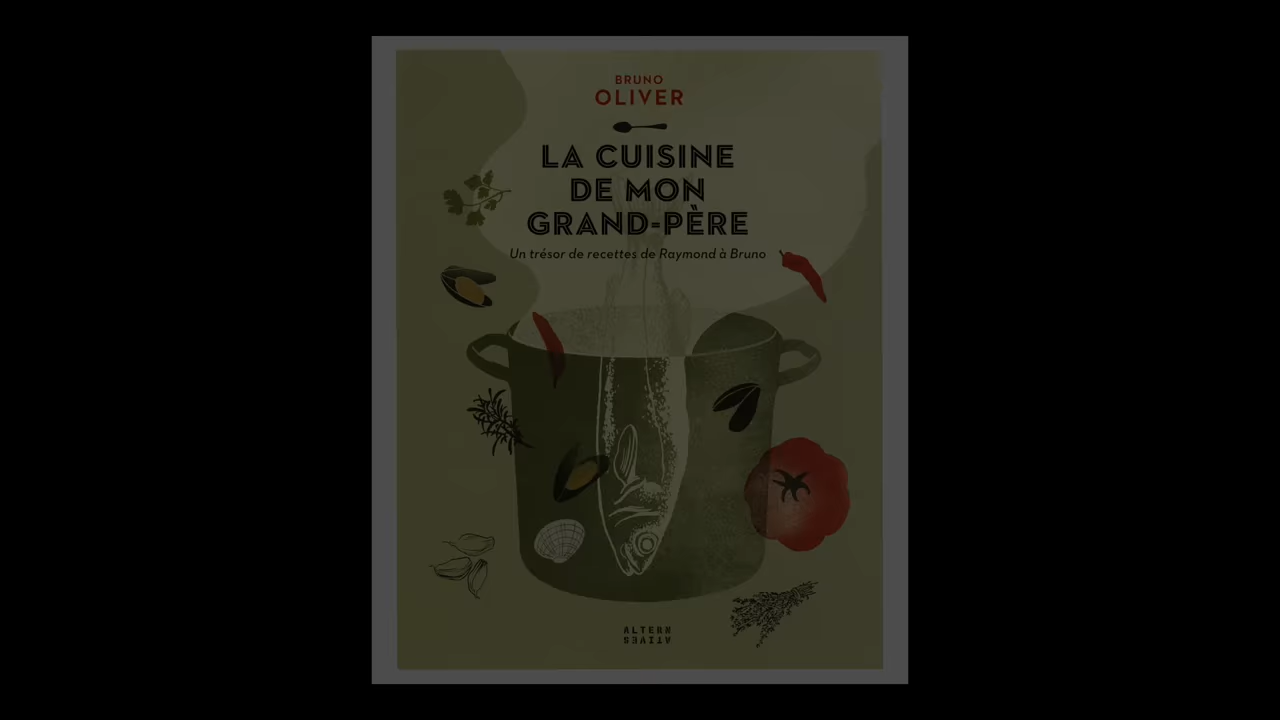 BRUNO
OLIVER
LA CUISINE
DE MON
GRAND-PÈRE
Un trésor de recettes de Raymond à Bruno
ALTERN
ATIVES